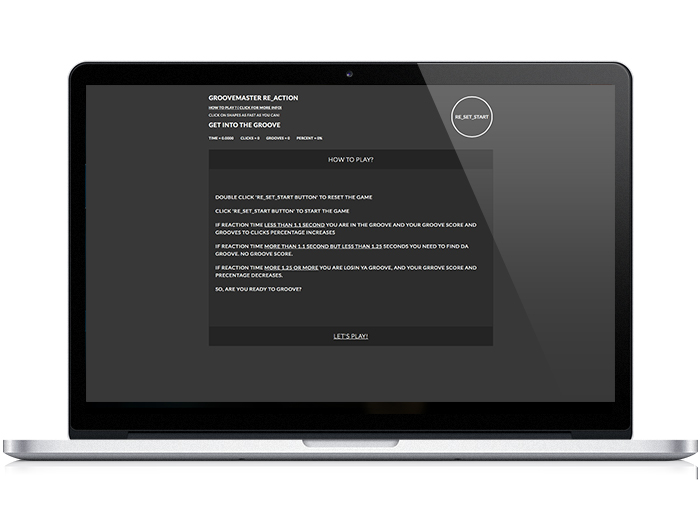 GROOVEMASTER RE_ACTION
HOW TO PLAY ? ( CLICK FOR MORE INFO)
CLICK ON SHAPES AS FAST AS YOU CAN!
GET INTO THE GROOVE
TIME = 0.0000 CLICKS = 0 GROOVES = 0 PERCENT = 0%
RE_SET_START
HOW TO PLAY?
DOUBLE CLICK 'RE_SET_START BUTTON' TO RESET THE GAME
CLICK 'RE_SET_START BUTTON' TO START THE GAME
IF REACTION TIME LESS THAN 1.1 SECOND YOU ARE IN THE GROOVE AND YOUR GROOVE SCORE AND
GROOVES TO CLICKS PERCENTAGE INCREASES
IF REACTION TIME MORE THAN 1.1 SECOND BUT LESS THAN 1.25 SECONDS YOU NEED TO FIND DA
GROOVE. NO GROOVE SCORE.
IF REACTION TIME MORE 1.25 OR MORE YOU ARE LOSIN YA GROOVE, AND YOUR GRROVE SCORE AND
PRECENTAGE DECREASES.
SO, ARE YOU READY TO GROOVE?
LET'S PLAY!